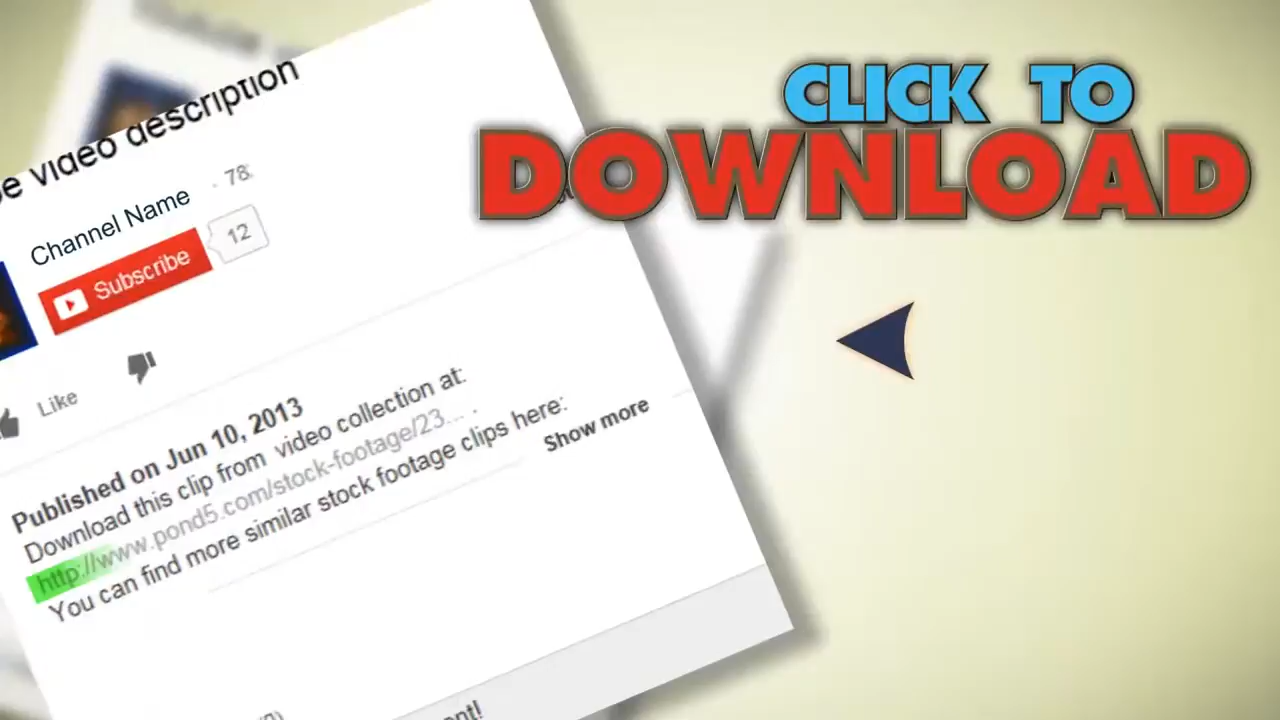 CLICK TO
DOWNLOAD
video description
Channel Name
78
Subscribe
12
Like
Published on Jun 10, 2013
Download this clip from video collection at:
http://www.pond5.com/stock-footage/23...
You can find more similar stock footage clips here:
Show more